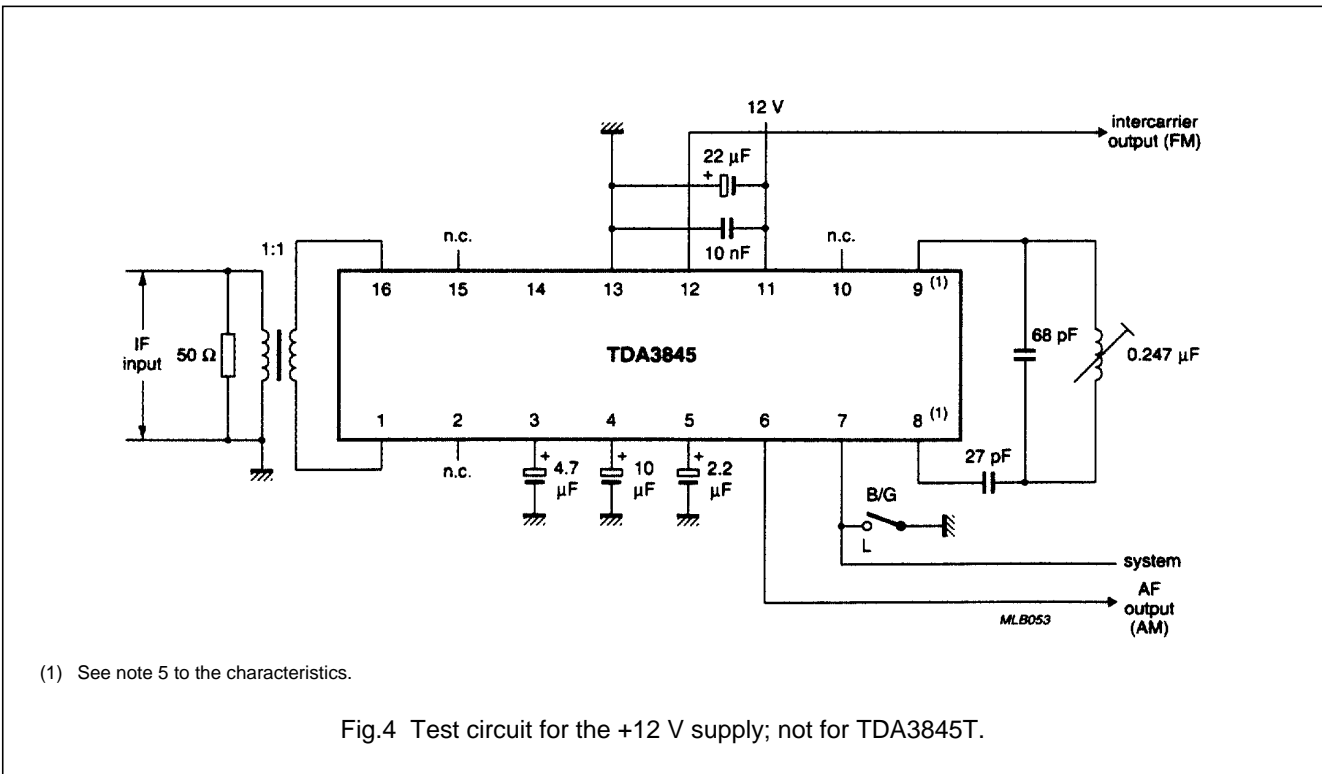 12 V
intercarrier
output (FM)
22 µF
+
n.c.
10 nF
n.c.
1:1
16 15 14 13 12 11 10 9 (1)
IF
input
50 Ω
TDA3845
68 pF
0.247 µF
1 2 3 4 5 6 7 8 (1)
n.c.
+
4.7
µF
+
10
µF
+
2.2
µF
27 pF
B/G
L
system
AF
output
(AM)
MLB053
(1) See note 5 to the characteristics.
Fig.4 Test circuit for the +12 V supply; not for TDA3845T.